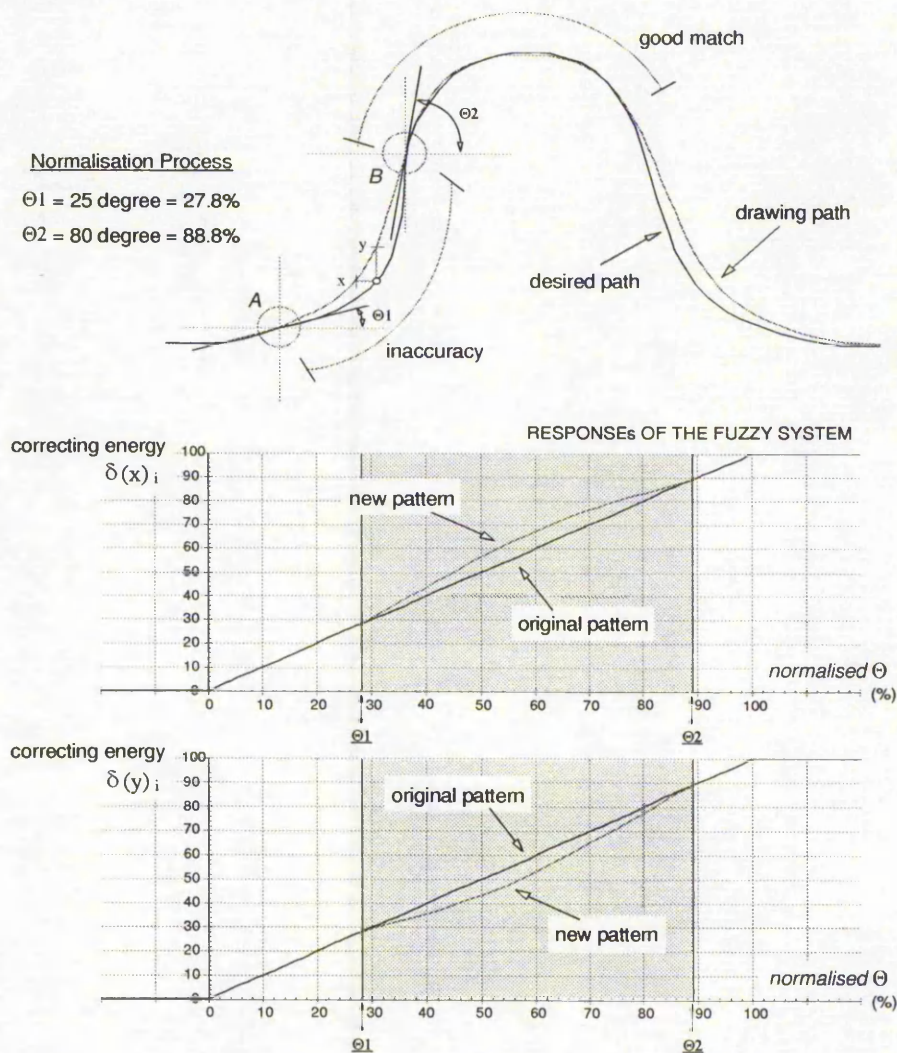 good match
Θ2
Normalisation Process
B
Θ1 = 25 degree = 27.8%
Θ2 = 80 degree = 88.8%
drawing path
y
desired path
x
A
Θ1
inaccuracy
RESPONSEs OF THE FUZZY SYSTEM
correcting energy
δ(x) i
100
90
80
70
60
50
40
30
20
10
0
new pattern
original pattern
normalised Θ
(%)
0 10 20 30 40 50 60 70 80 90 100
Θ1 Θ2
correcting energy
δ(y) i
100
90
80
70
60
50
40
30
20
10
0
original pattern
new pattern
normalised Θ
(%)
0 10 20 30 40 50 60 70 80 90 100
Θ1 Θ2